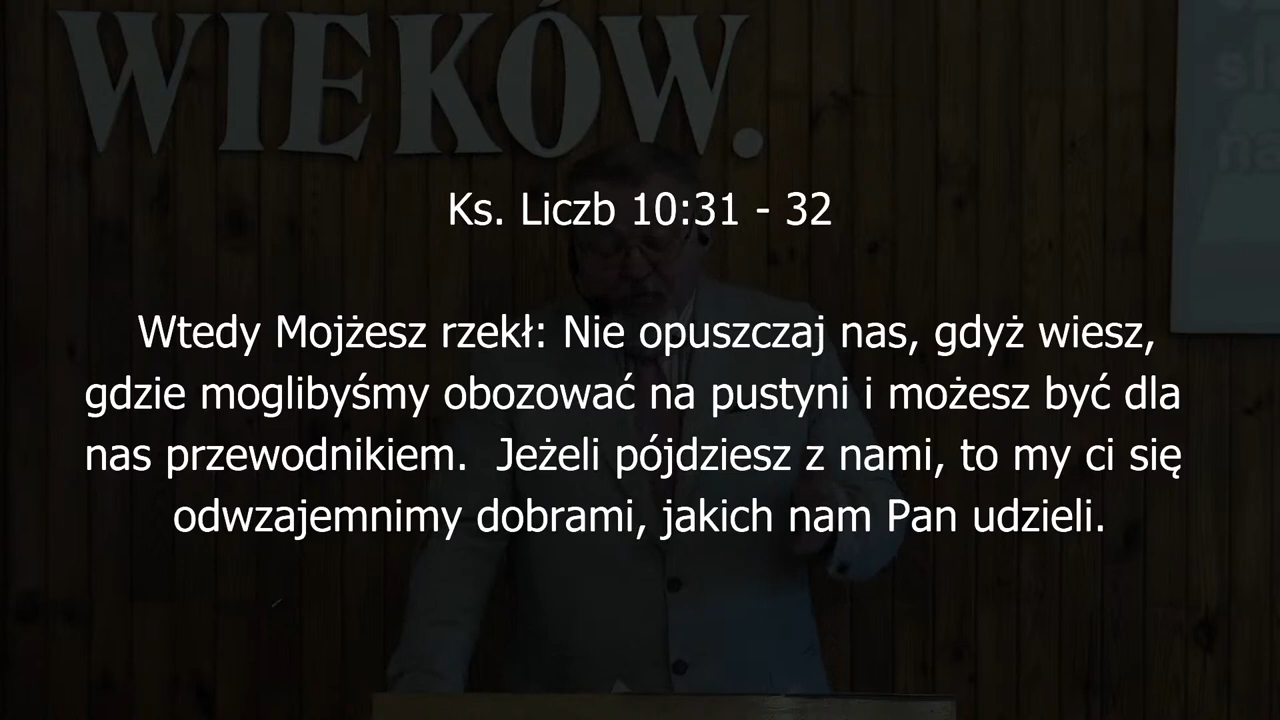 WIEKÓW.
Ks. Liczb 10:31 - 32
Wtedy Mojżesz rzekł: Nie opuszczaj nas, gdyż wiesz,
gdzie moglibyśmy obozować na pustyni i możesz być dla
nas przewodnikiem. Jeżeli pójdziesz z nami, to my ci się
odwzajemnimy dobrami, jakich nam Pan udzieli.